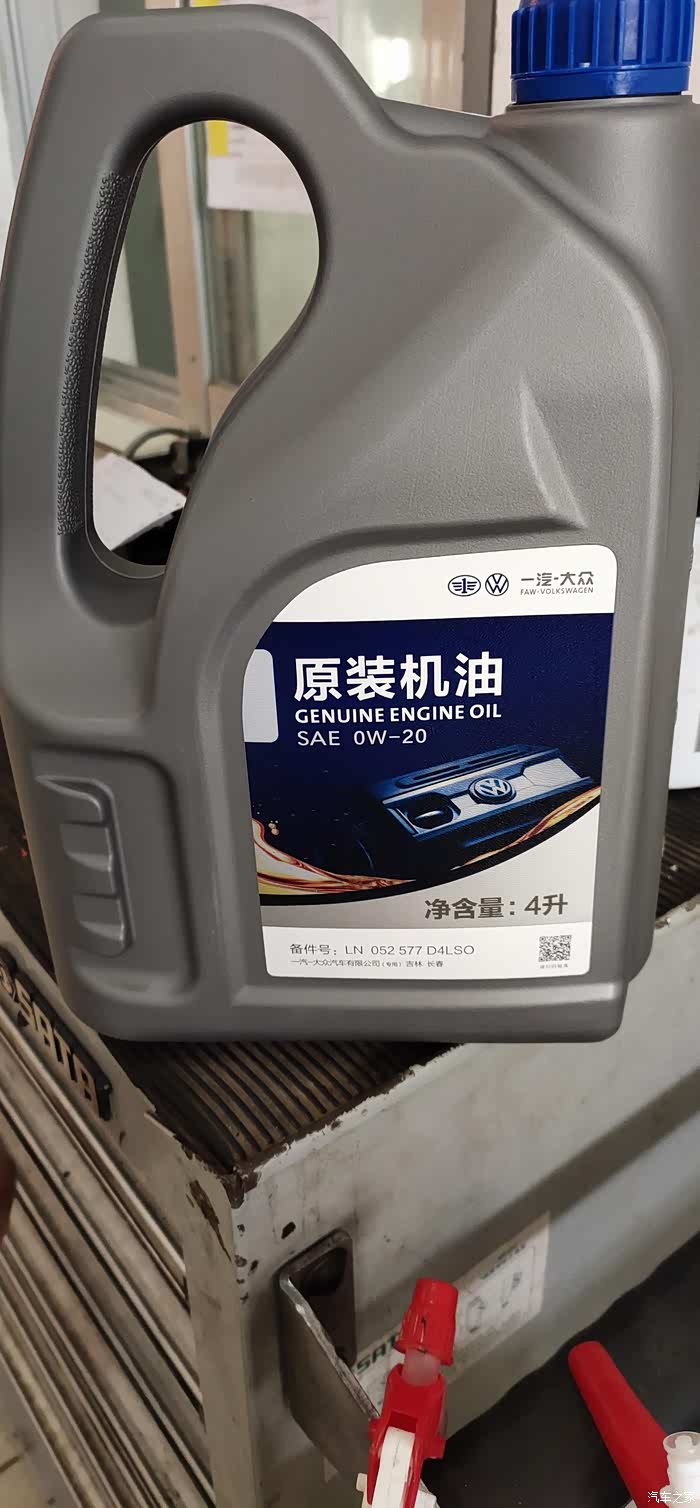 一汽-大众
FAW-VOLKSWAGEN
原装机油
GENUINE ENGINE OIL
SAE 0W-20
净含量: 4升
备件号: LN 052 577 D4LSO
一汽-大众汽车有限公司(专用) 吉林 长春
SATA
汽车之家